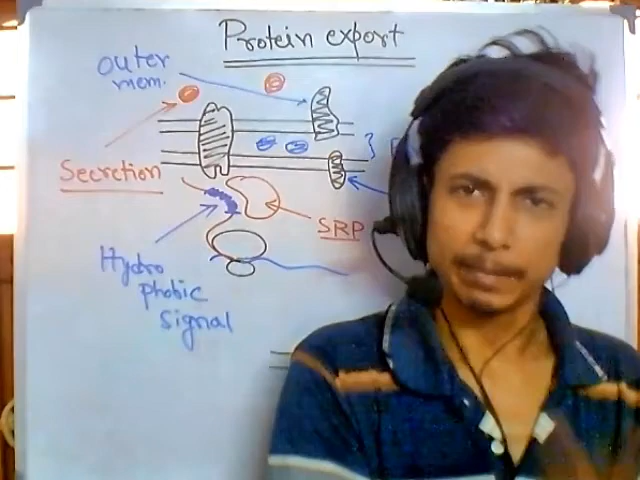 Protein export
outer
mem.
Secretion
SRP
Hydro
phobic
signal